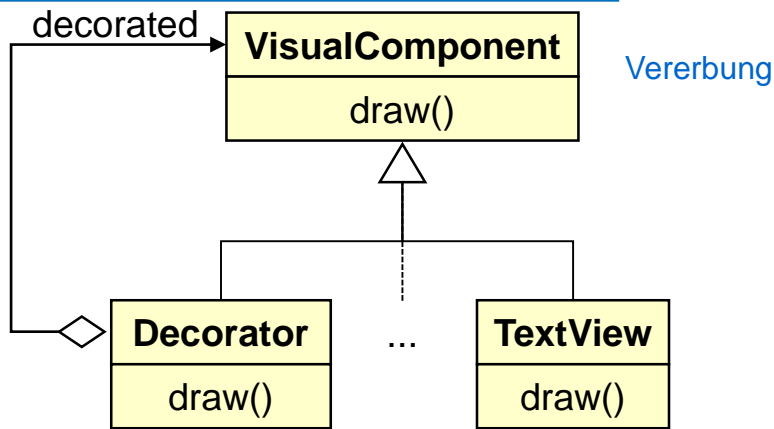 decorated
VisualComponent
Vererbung
draw()
Decorator
...
TextView
draw()
draw()